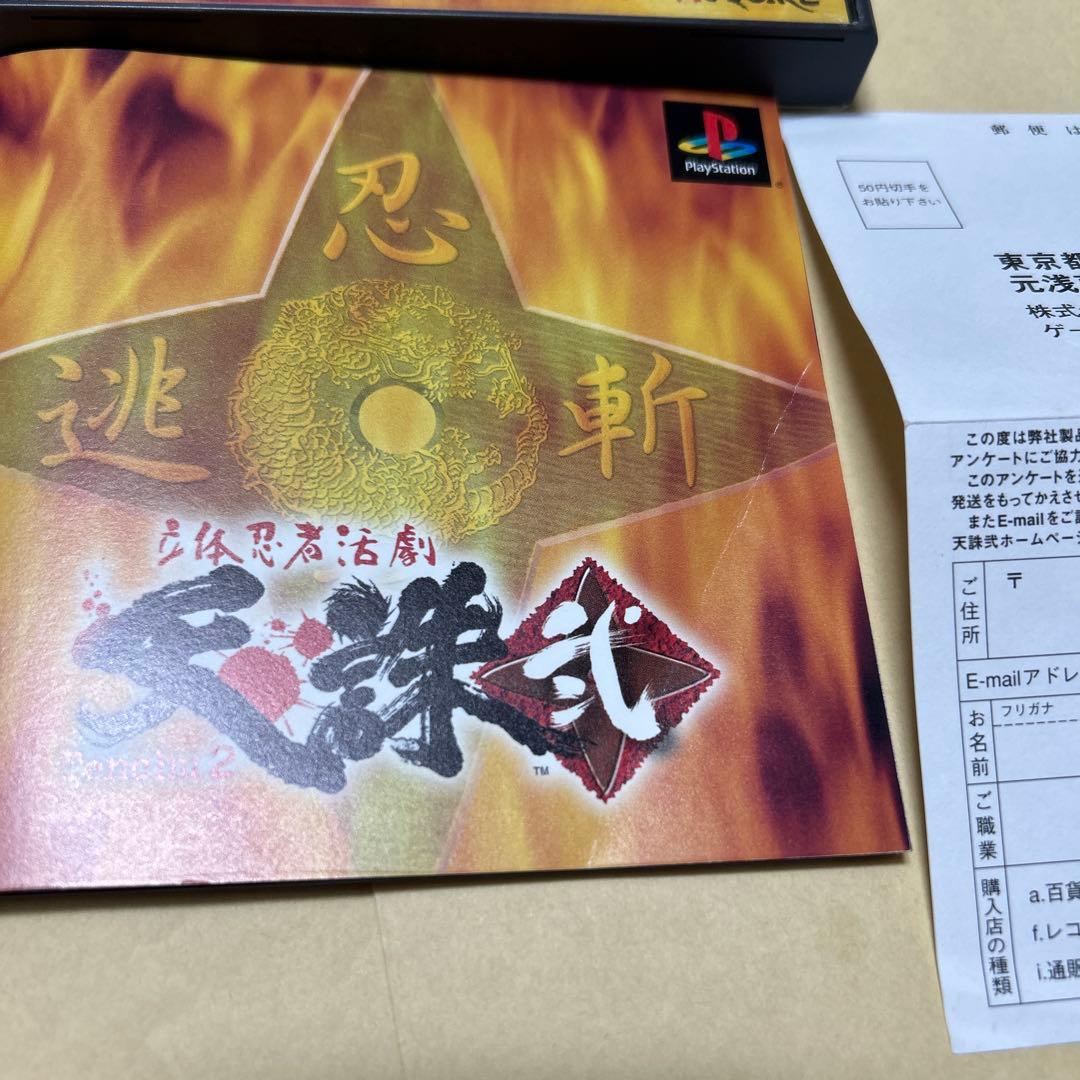 忍
PlayStation
®
逃
斬
立体忍者活劇
天誅弐
Tenchu 2
TM
郵便は
50円切手を
お貼り下さい
東京都
元浅
株式
ゲー
この度は弊社製品
アンケートにご協力
このアンケートを
発送をもってかえさせ
またE-mailをご
天誅弐ホームペー
ご住所
〒
E-mailアドレ
お名前
フリガナ
ご職業
購入店の種類
a.百貨
f.レコ
i.通販